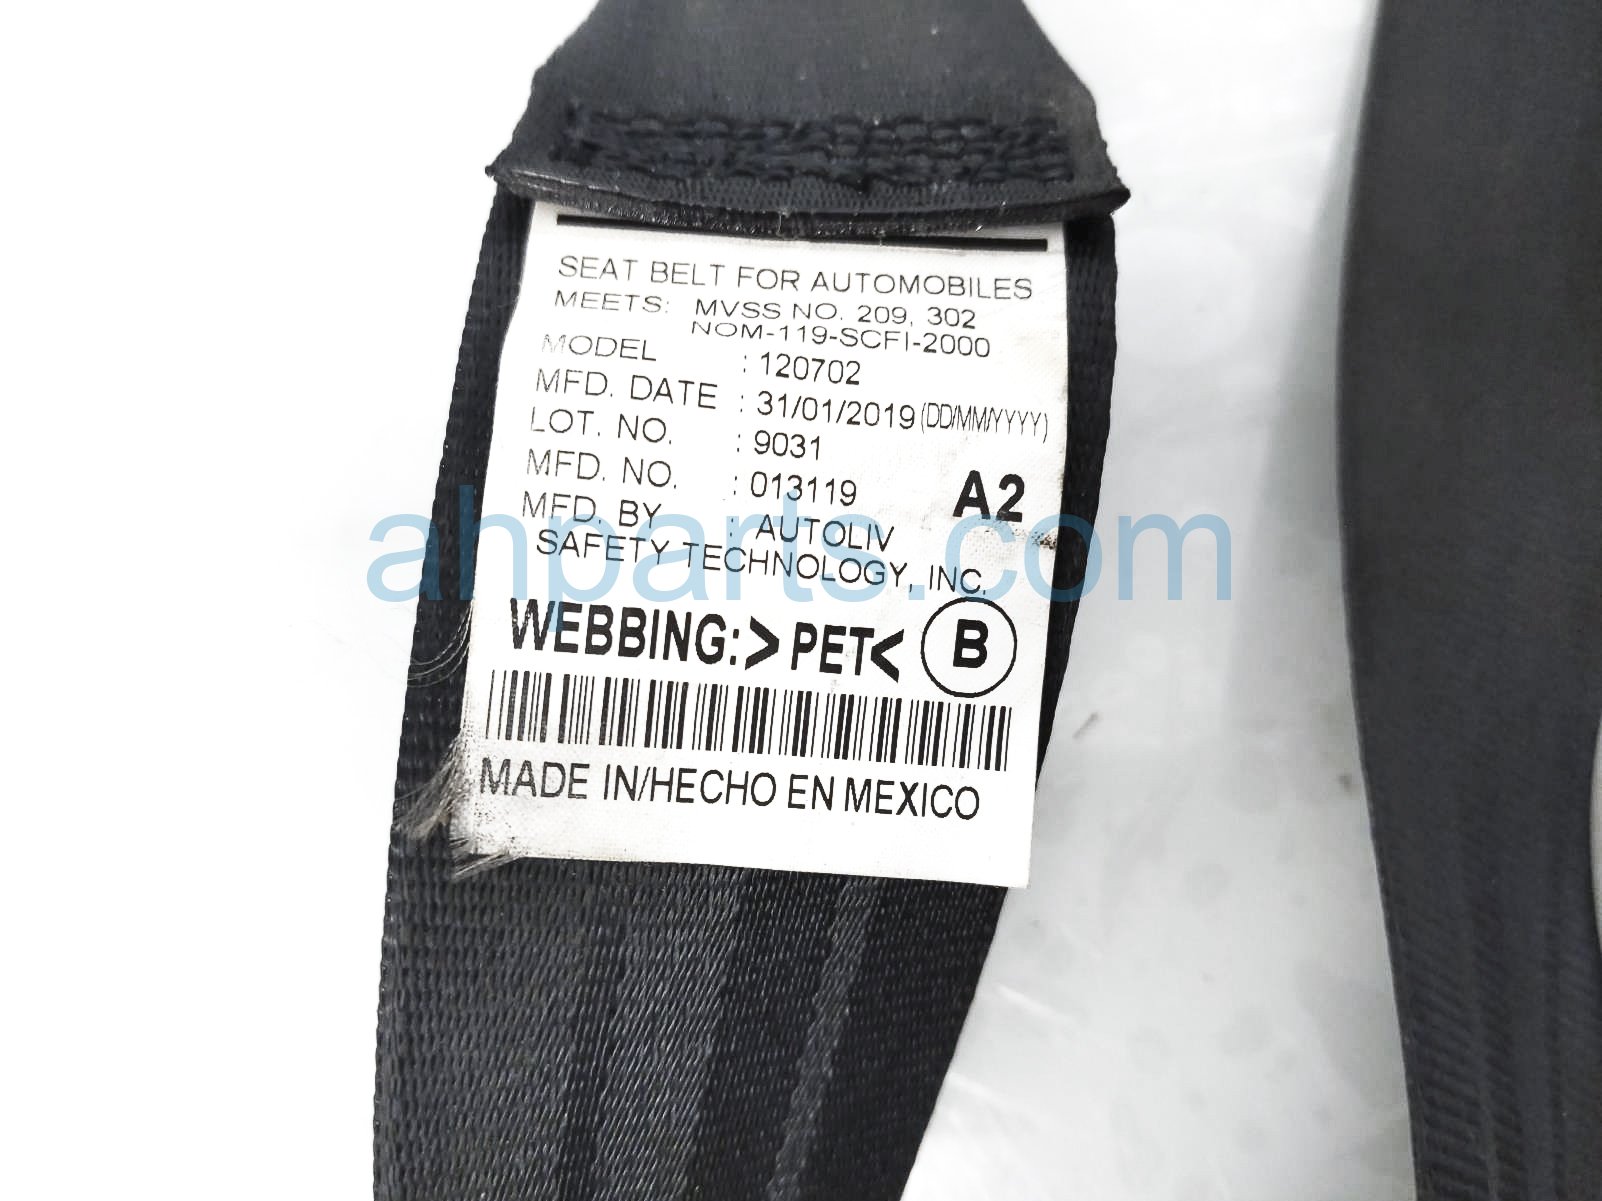 SEAT BELT FOR AUTOMOBILES
MEETS: MVSS NO. 209, 302
NOM-119-SCFI-2000
MODEL : 120702
MFD. DATE : 31/01/2019 (DD/MM/YYYY)
LOT. NO. : 9031
MFD. NO. : 013119 A2
MFD. BY : AUTOLIV
SAFETY TECHNOLOGY, INC.
ahparts.com
WEBBING: >PET< B
MADE IN/HECHO EN MEXICO